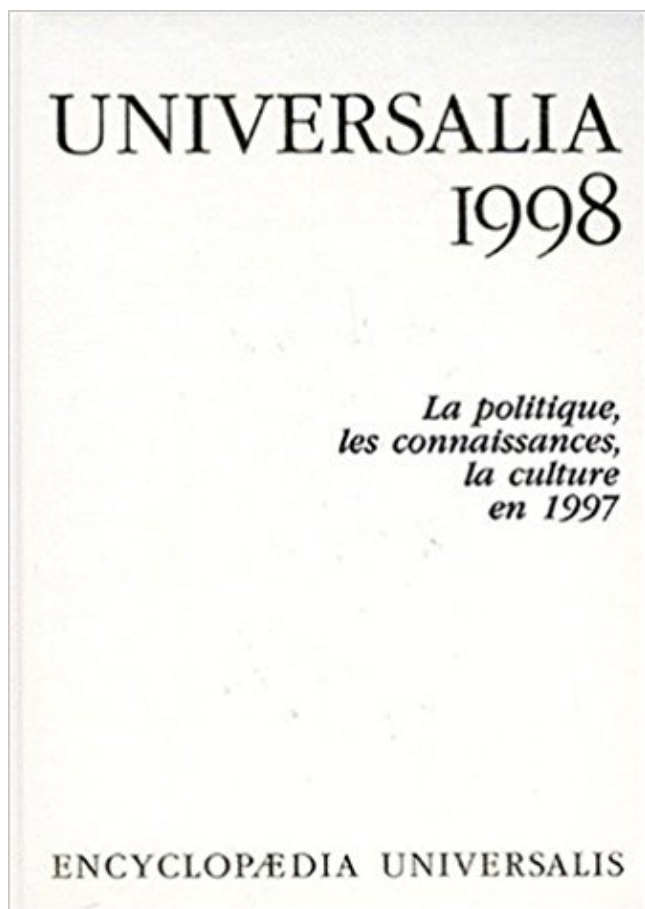 UNIVERSALIA
1998
La politique,
les connaissances,
la culture
en 1997
ENCYCLOPÆDIA UNIVERSALIS